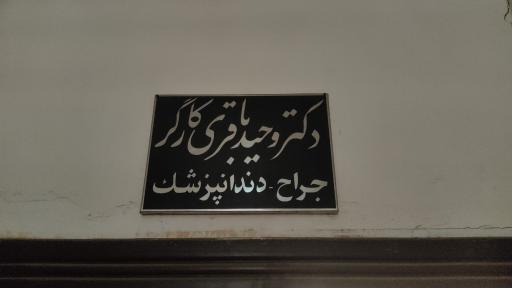 دکتر وحید باقری کارگر
جراح - دندانپزشک